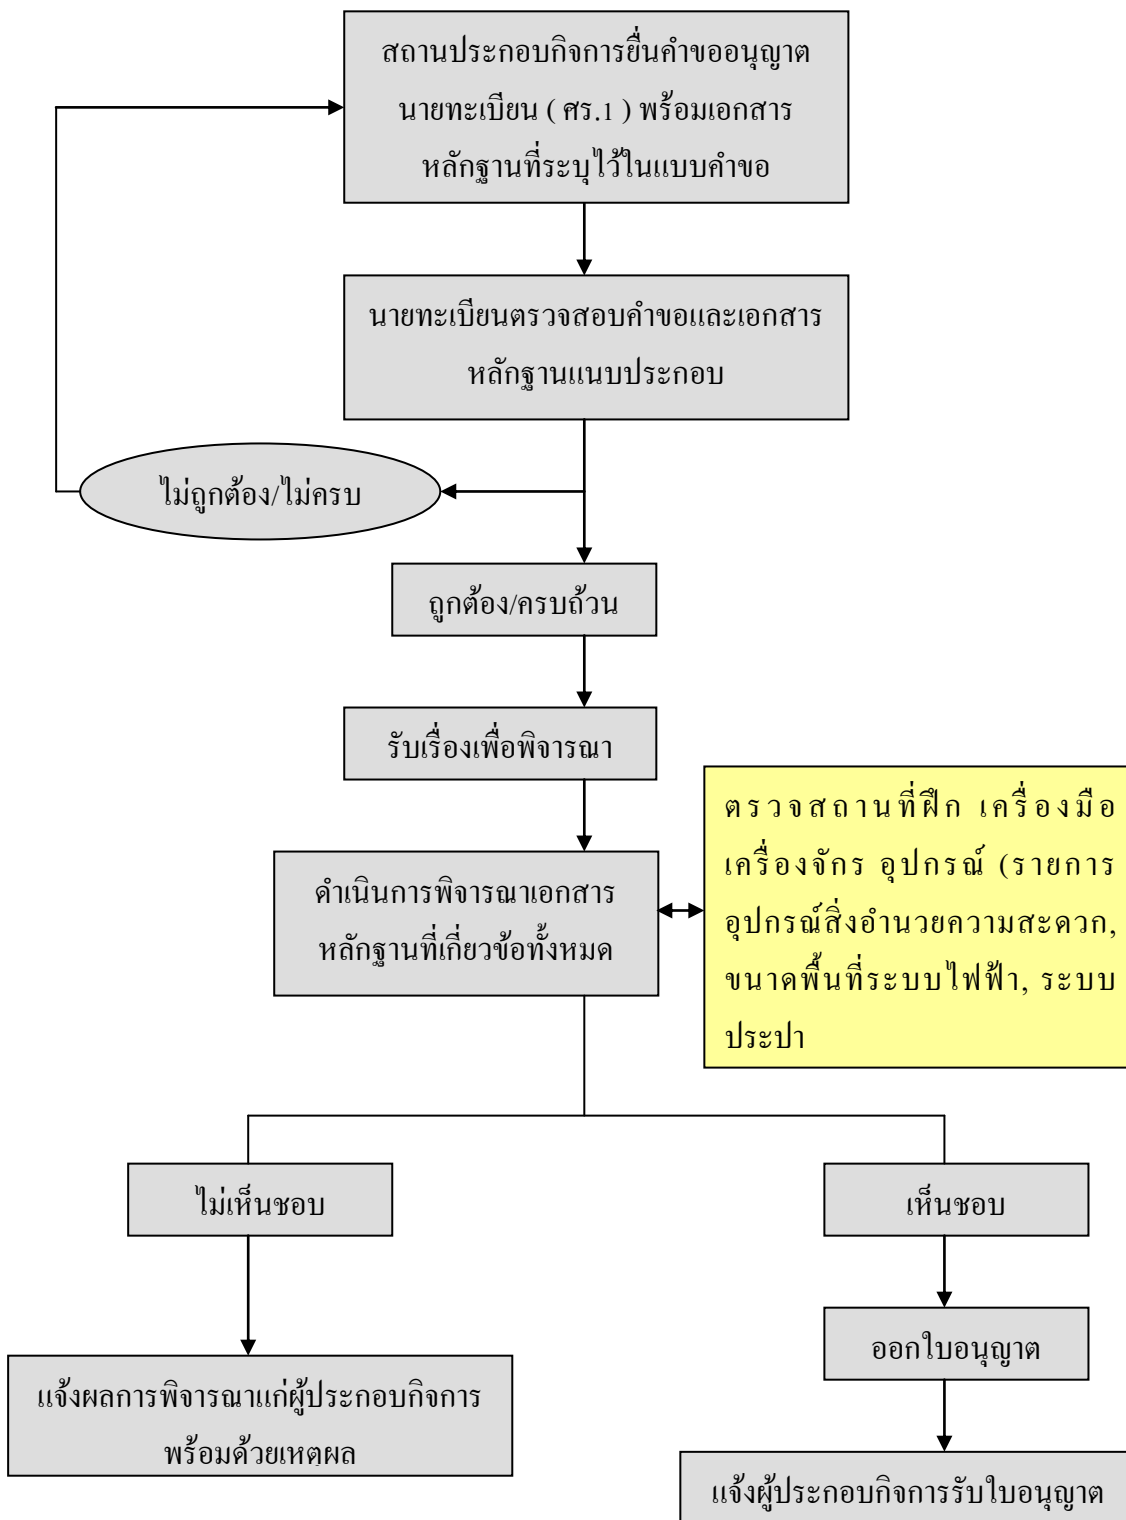 สถานประกอบกิจการยื่นคำขออนุญาต
นายทะเบียน ( ศร.1 ) พร้อมเอกสาร
หลักฐานที่ระบุไว้ในแบบคำขอ
นายทะเบียนตรวจสอบคำขอและเอกสาร
หลักฐานแนบประกอบ
ไม่ถูกต้อง/ไม่ครบ
ถูกต้อง/ครบถ้วน
รับเรื่องเพื่อพิจารณา
ดำเนินการพิจารณาเอกสาร
หลักฐานที่เกี่ยวข้อทั้งหมด
ตรวจสถานที่ฝึก เครื่องมือ
เครื่องจักร อุปกรณ์ (รายการ
อุปกรณ์สิ่งอำนวยความสะดวก,
ขนาดพื้นที่ระบบไฟฟ้า, ระบบ
ประปา
ไม่เห็นชอบ
เห็นชอบ
ออกใบอนุญาต
แจ้งผลการพิจารณาแก่ผู้ประกอบกิจการ
พร้อมด้วยเหตุผล
แจ้งผู้ประกอบกิจการรับใบอนุญาต